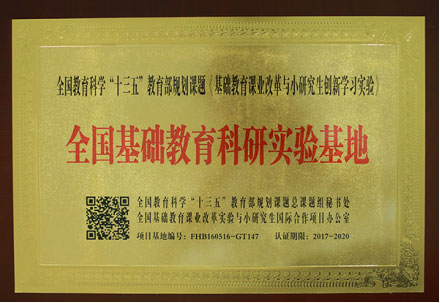 全国教育科学“十三五”教育部规划课题（基础教育课业改革与小研究生创新学习实验）
全国基础教育科研实验基地
全国教育科学“十三五”教育部规划课题总课题组秘书处
全国基础教育课业改革实验与小研究生国际合作项目办公室
项目基地编号：FHB160516-GT147 认证期限：2017-2020